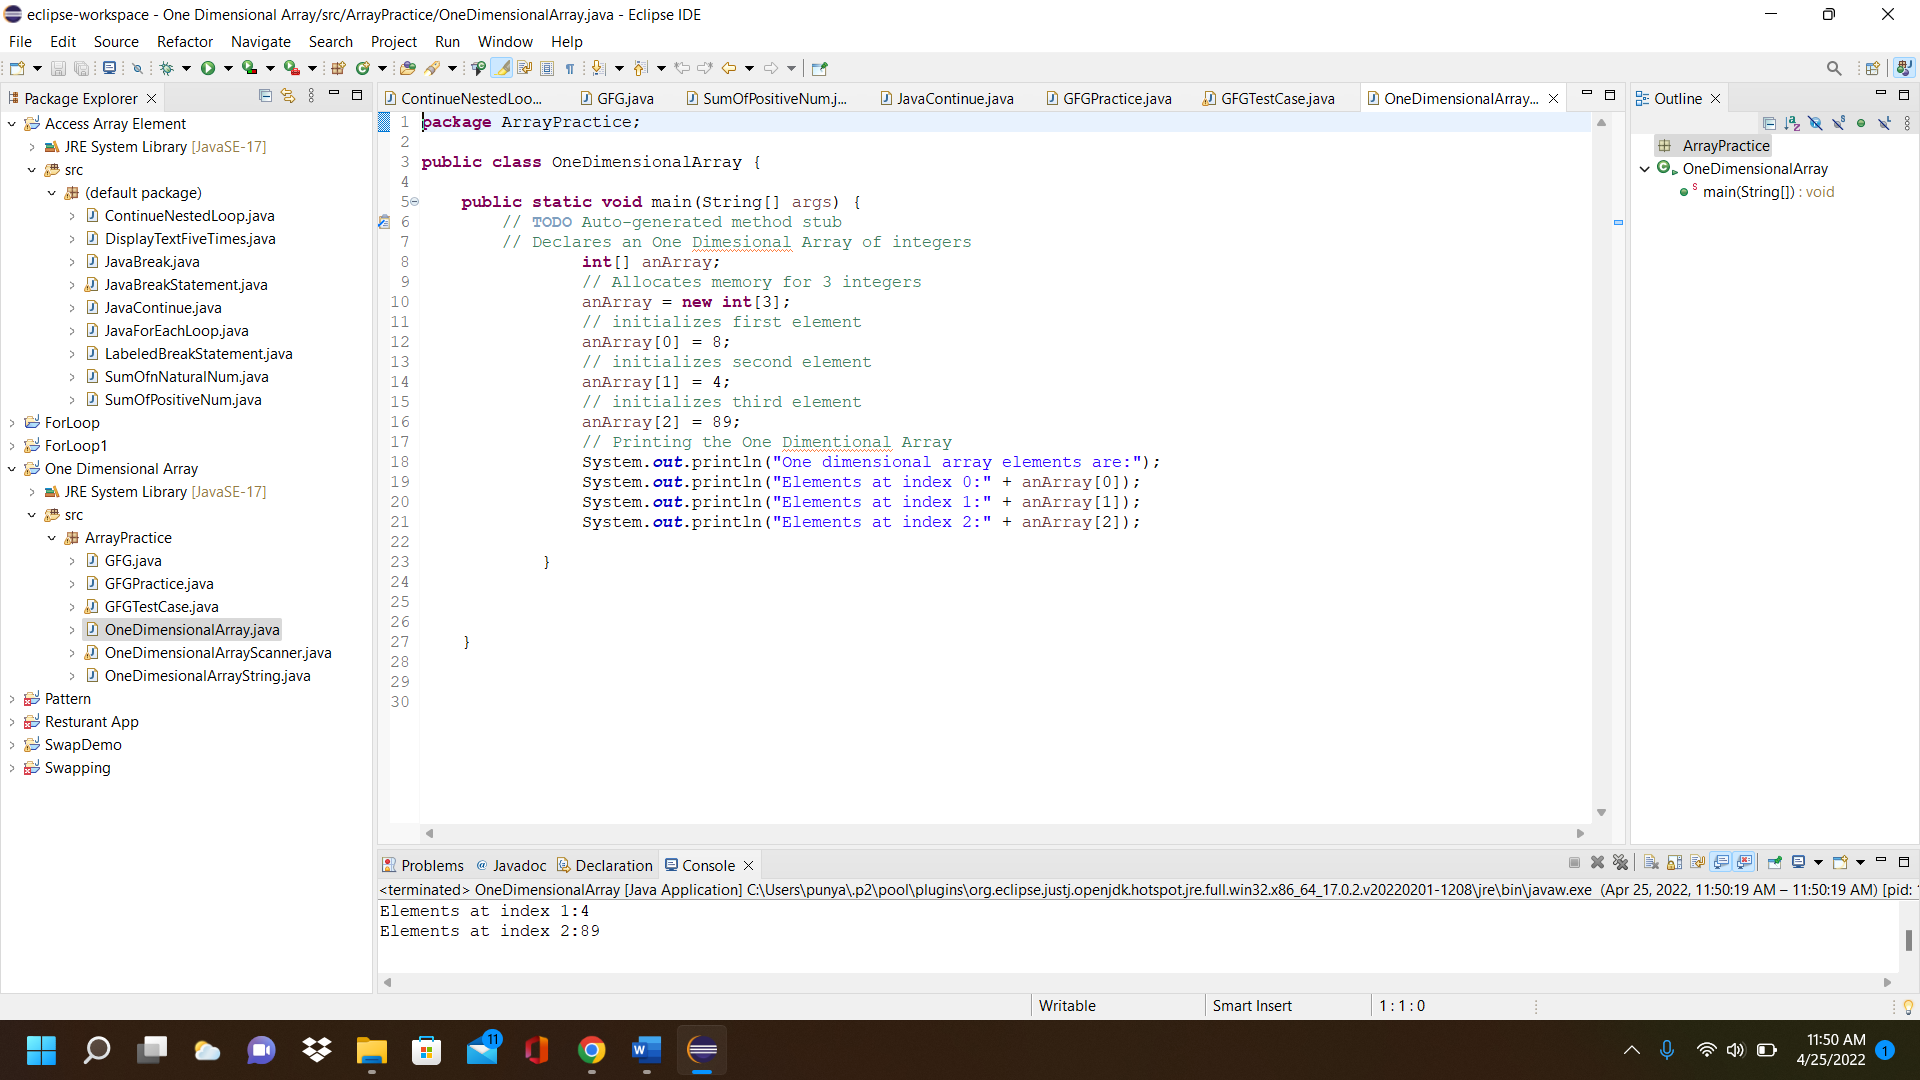 eclipse-workspace - One Dimensional Array/src/ArrayPractice/OneDimensionalArray.java - Eclipse IDE
File Edit Source Refactor Navigate Search Project Run Window Help
Package Explorer
Access Array Element
JRE System Library [JavaSE-17]
src
(default package)
ContinueNestedLoop.java
DisplayTextFiveTimes.java
JavaBreak.java
JavaBreakStatement.java
JavaContinue.java
JavaForEachLoop.java
LabeledBreakStatement.java
SumOfnNaturalNum.java
SumOfPositiveNum.java
ForLoop
ForLoop1
One Dimensional Array
JRE System Library [JavaSE-17]
src
ArrayPractice
GFG.java
GFGPractice.java
GFGTestCase.java
OneDimensionalArray.java
OneDimensionalArrayScanner.java
OneDimesionalArrayString.java
Pattern
Resturant App
SwapDemo
Swapping
ContinueNestedLoo... GFG.java SumOfPositiveNum.j... JavaContinue.java GFGPractice.java GFGTestCase.java OneDimensionalArray...
1 package ArrayPractice;
2
3 public class OneDimensionalArray {
4
5 public static void main(String[] args) {
6 // TODO Auto-generated method stub
7 // Declares an One Dimesional Array of integers
8 int[] anArray;
9 // Allocates memory for 3 integers
10 anArray = new int[3];
11 // initializes first element
12 anArray[0] = 8;
13 // initializes second element
14 anArray[1] = 4;
15 // initializes third element
16 anArray[2] = 89;
17 // Printing the One Dimentional Array
18 System.out.println("One dimensional array elements are:");
19 System.out.println("Elements at index 0:" + anArray[0]);
20 System.out.println("Elements at index 1:" + anArray[1]);
21 System.out.println("Elements at index 2:" + anArray[2]);
22
23 }
24
25
26
27 }
28
29
30
Outline
ArrayPractice
OneDimensionalArray
main(String[]) : void
Problems Javadoc Declaration Console
<terminated> OneDimensionalArray [Java Application] C:\Users\punya\.p2\pool\plugins\org.eclipse.justj.openjdk.hotspot.jre.full.win32.x86_64_17.0.2.v20220201-1208\jre\bin\javaw.exe (Apr 25, 2022, 11:50:19 AM – 11:50:19 AM) [pid:
Elements at index 1:4
Elements at index 2:89
Writable Smart Insert 1 : 1 : 0
11
11:50 AM
4/25/2022
1